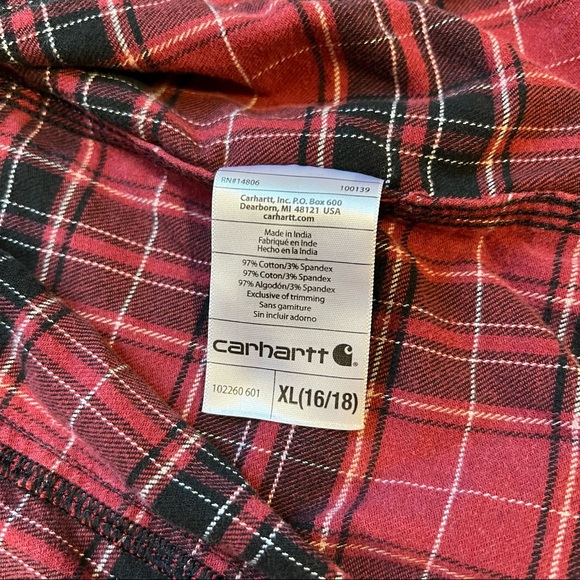 RN#14806 100139
Carhartt, Inc. P.O. Box 600
Dearborn, MI 48121 USA
carhartt.com
Made in India
Fabriqué en Inde
Hecho en la India
97% Cotton/3% Spandex
97% Coton/3% Spandex
97% Algodón/3% Spandex
Exclusive of trimming
Sans garniture
Sin incluir adorno
carhartt
102260 601 XL(16/18)